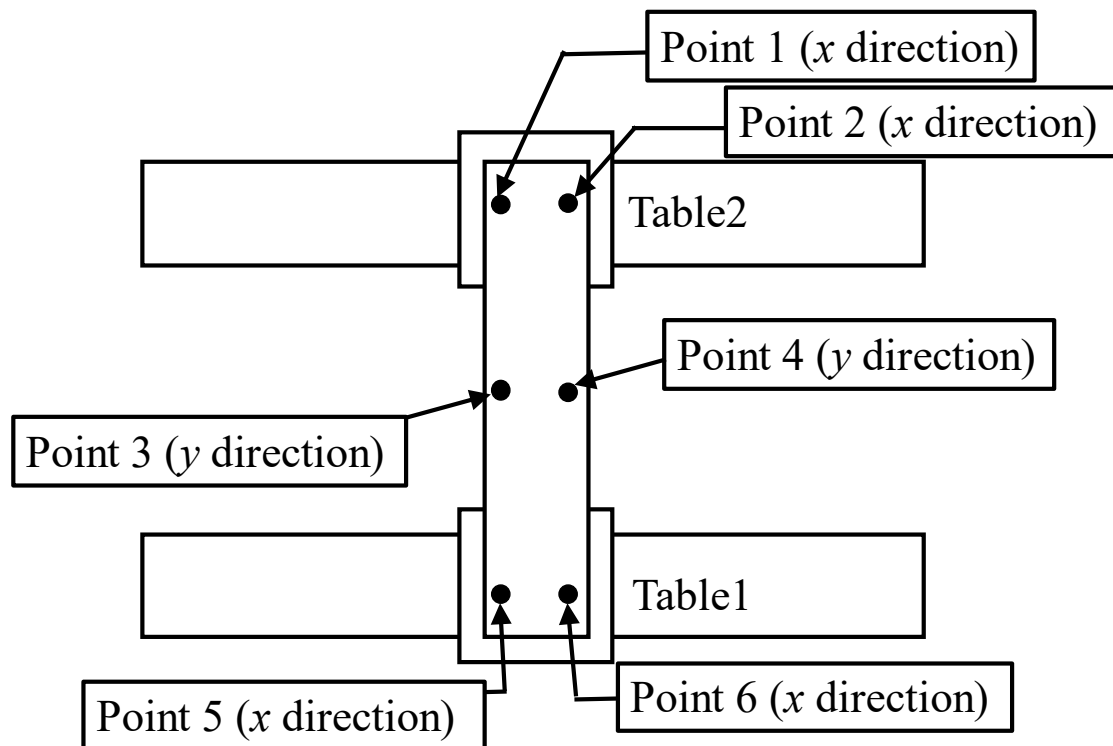 Point 1 (x direction)
Point 2 (x direction)
Table2
Point 4 (y direction)
Point 3 (y direction)
Table1
Point 6 (x direction)
Point 5 (x direction)